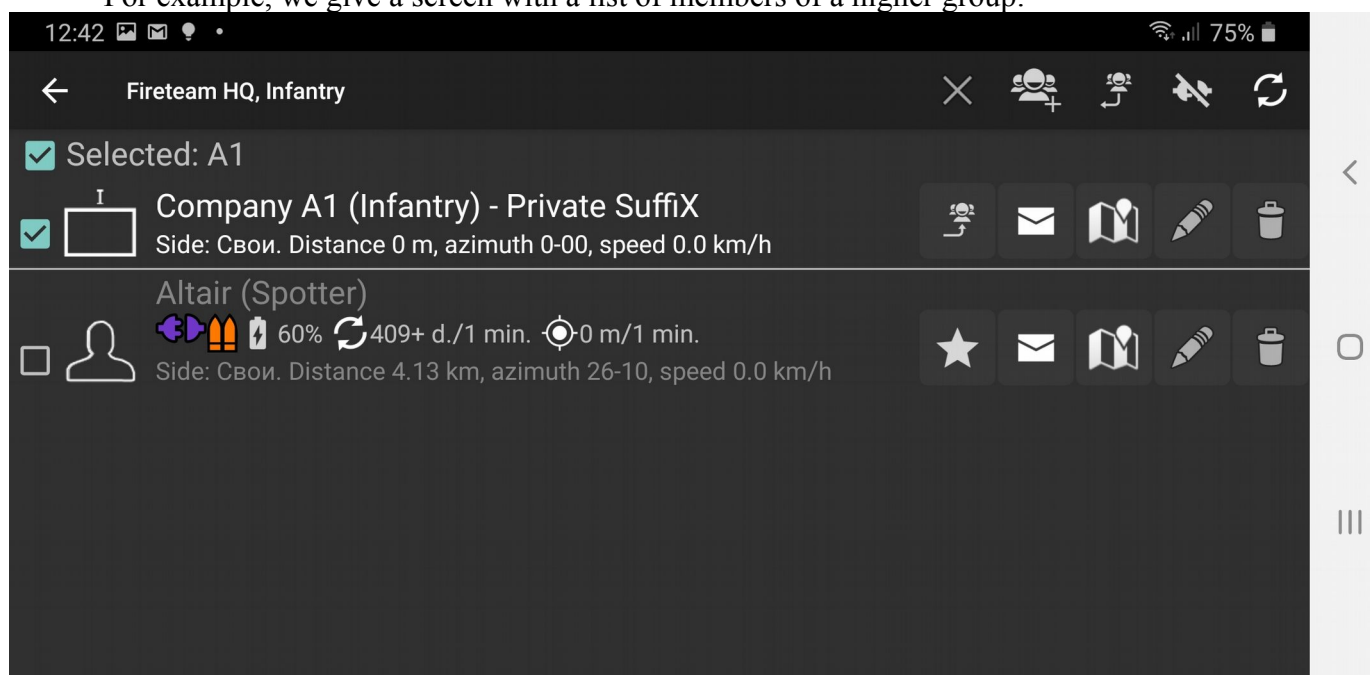 For example, we give a screen with a list of members of a higher group:
12:42 75%
Fireteam HQ, Infantry
Selected: A1
I
Company A1 (Infantry) - Private SuffiX
Side: Свои. Distance 0 m, azimuth 0-00, speed 0.0 km/h
Altair (Spotter)
60% 409+ d./1 min. 0 m/1 min.
Side: Свои. Distance 4.13 km, azimuth 26-10, speed 0.0 km/h